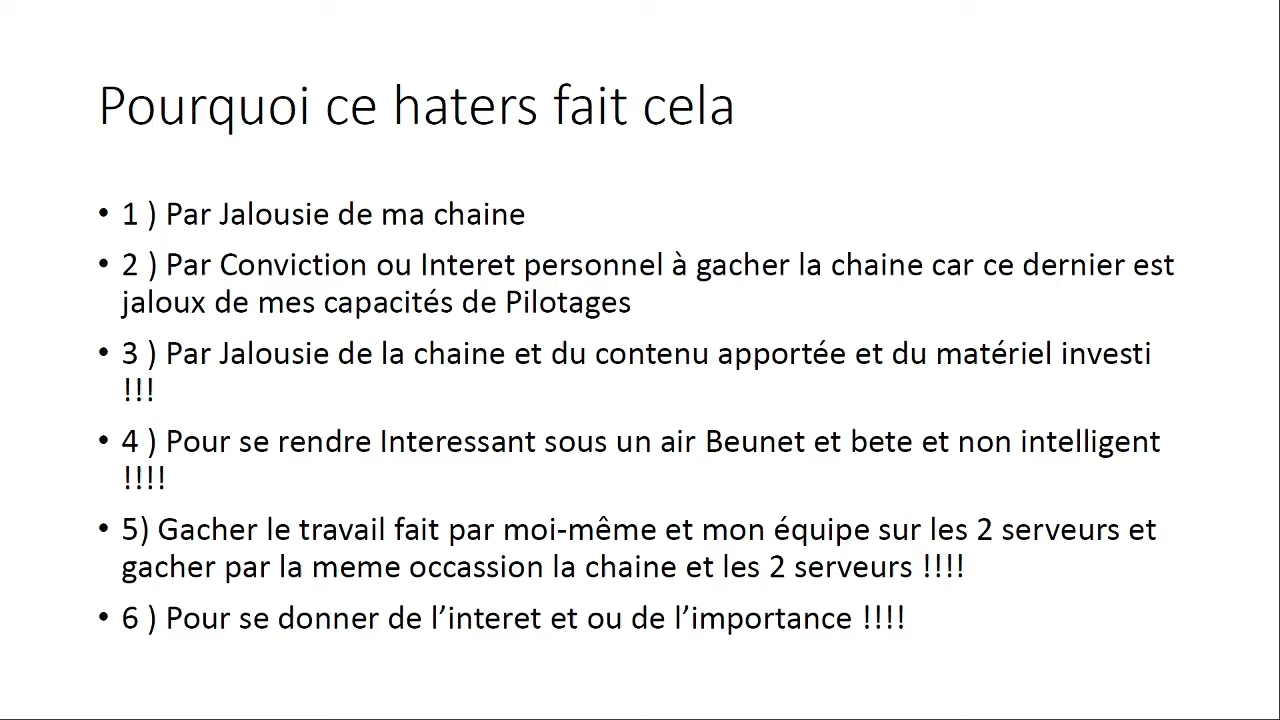 Pourquoi ce haters fait cela
• 1 ) Par Jalousie de ma chaine
• 2 ) Par Conviction ou Interet personnel à gacher la chaine car ce dernier est
jaloux de mes capacités de Pilotages
• 3 ) Par Jalousie de la chaine et du contenu apportée et du matériel investi
!!!
• 4 ) Pour se rendre Interessant sous un air Beunet et bete et non intelligent
!!!!
• 5) Gacher le travail fait par moi-même et mon équipe sur les 2 serveurs et
gacher par la meme occassion la chaine et les 2 serveurs !!!!
• 6 ) Pour se donner de l’interet et ou de l’importance !!!!